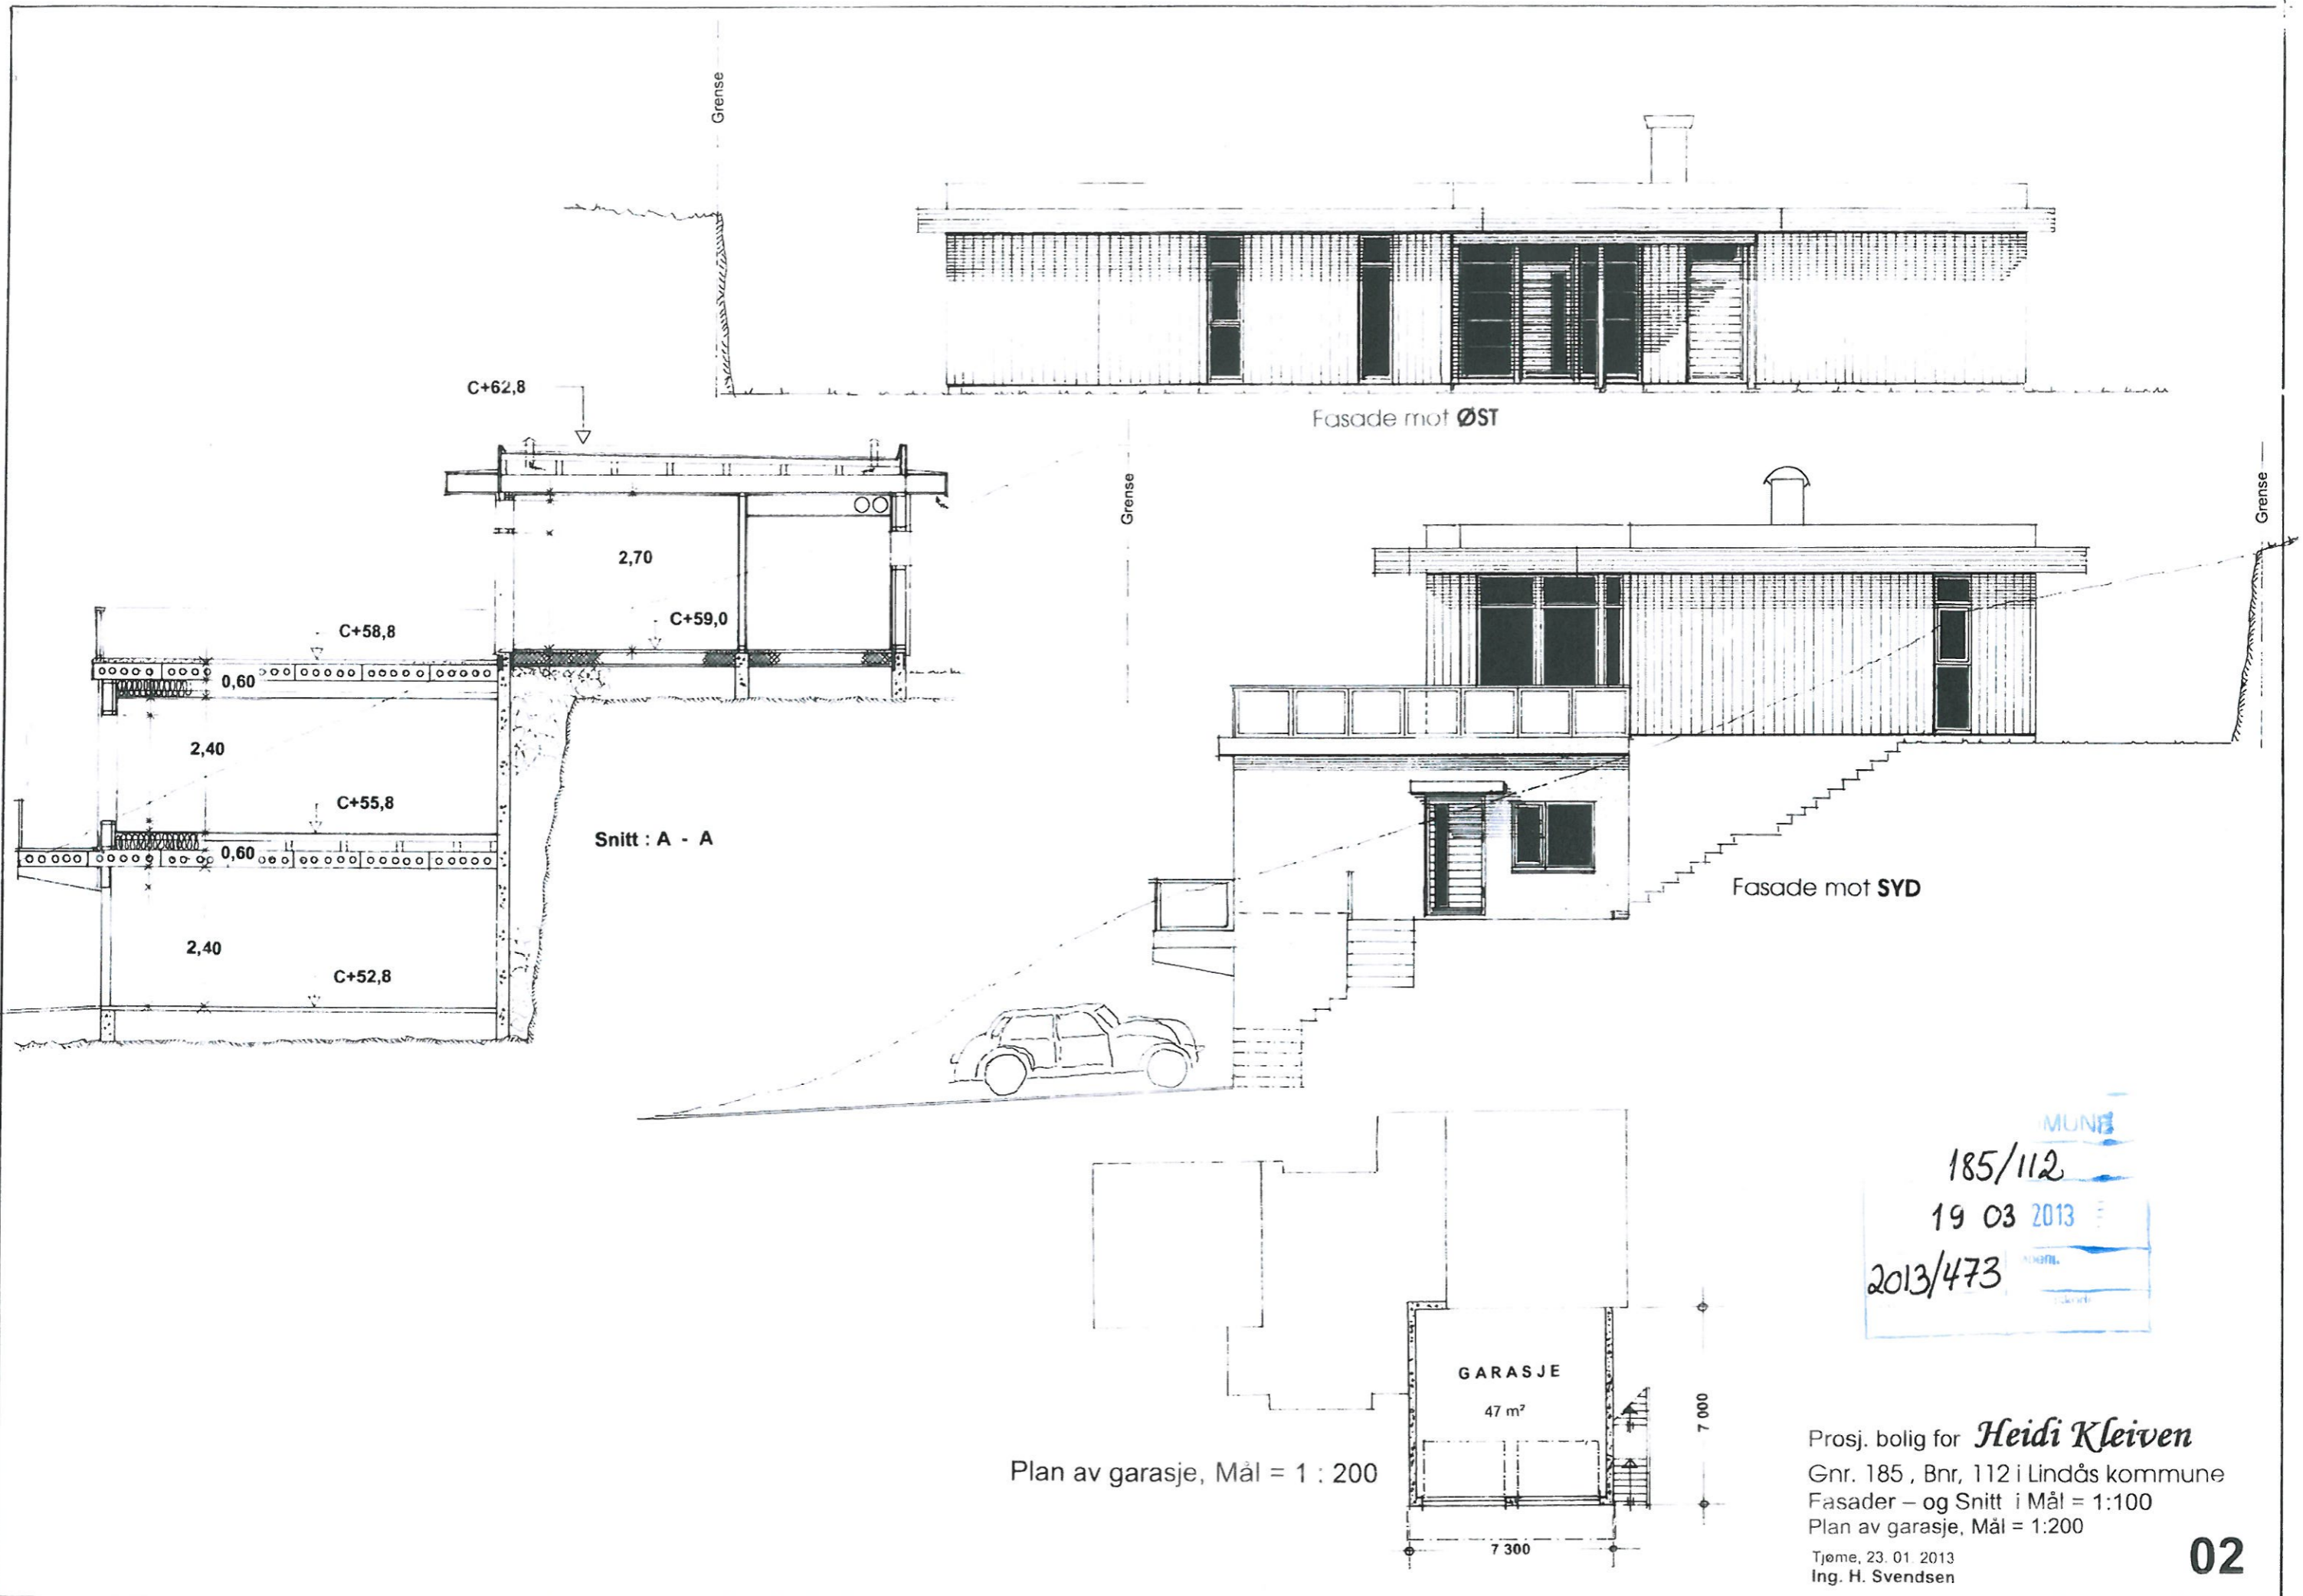 Grense
C+62,8
Fasade mot ØST
Grense
Grense
2,70
C+59,0
C+58,8
0,60
2,40
C+55,8
Snitt : A - A
0,60
2,40
C+52,8
Fasade mot SYD
MUNE
185/112
19 03 2013
2013/473
GARASJE
47 m²
7 000
7 300
Plan av garasje, Mål = 1 : 200
Prosj. bolig for Heidi Kleiven
Gnr. 185 , Bnr, 112 i Lindås kommune
Fasader – og Snitt i Mål = 1:100
Plan av garasje, Mål = 1:200
Tjøme, 23. 01. 2013
Ing. H. Svendsen
02